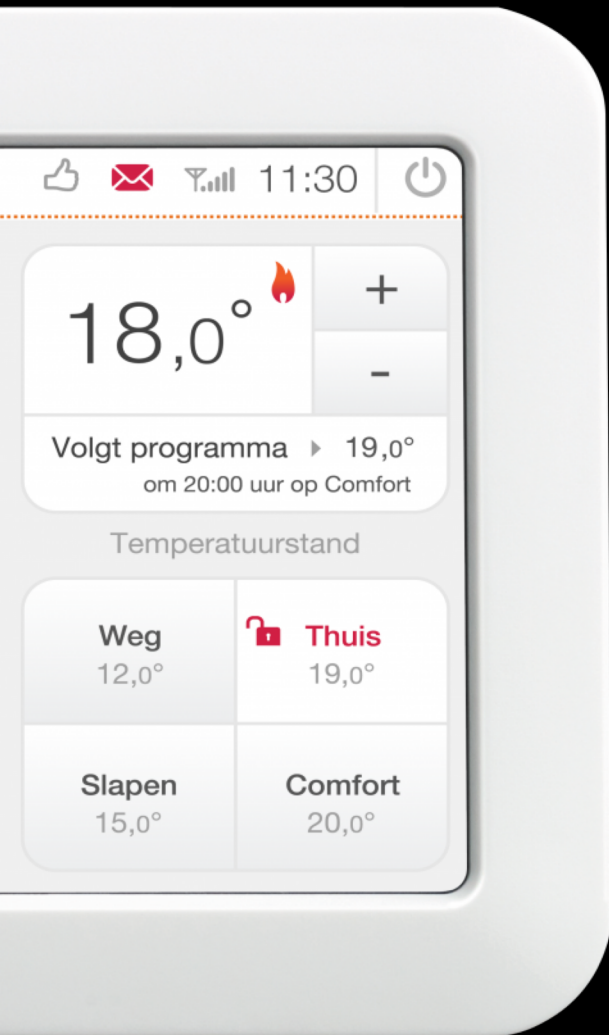 11:30
18,0°
+
-
Volgt programma 19,0°
om 20:00 uur op Comfort
Temperatuurstand
Weg
12,0°
Thuis
19,0°
Slapen
15,0°
Comfort
20,0°